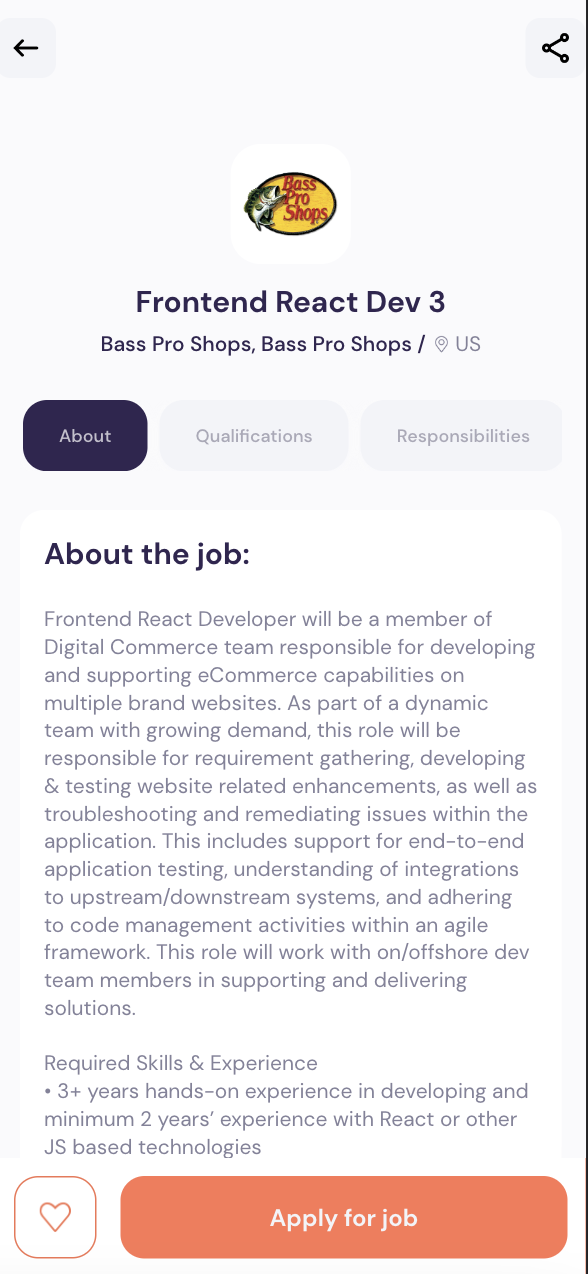 Bass
Pro
Shops
Frontend React Dev 3
Bass Pro Shops, Bass Pro Shops / US
About
Qualifications
Responsibilities
About the job:
Frontend React Developer will be a member of
Digital Commerce team responsible for developing
and supporting eCommerce capabilities on
multiple brand websites. As part of a dynamic
team with growing demand, this role will be
responsible for requirement gathering, developing
& testing website related enhancements, as well as
troubleshooting and remediating issues within the
application. This includes support for end-to-end
application testing, understanding of integrations
to upstream/downstream systems, and adhering
to code management activities within an agile
framework. This role will work with on/offshore dev
team members in supporting and delivering
solutions.
Required Skills & Experience
• 3+ years hands-on experience in developing and
minimum 2 years’ experience with React or other
JS based technologies
Apply for job